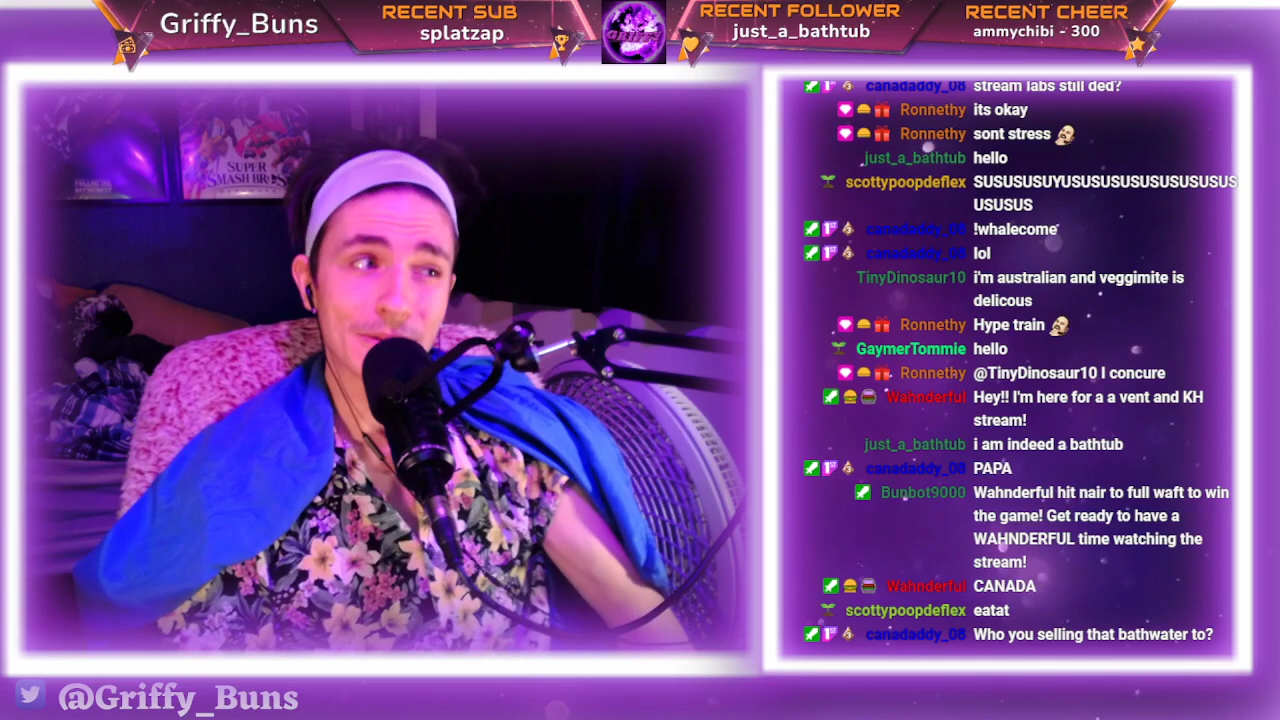 Griffy_Buns
RECENT SUB
splatzap
GRIFFY
RECENT FOLLOWER
just_a_bathtub
RECENT CHEER
ammychibi - 300
SUPER
SMASH BROS
canadaddy_08 stream labs still ded?
Ronnethy its okay
Ronnethy sont stress
just_a_bathtub hello
scottypoopdeflex SUSUSUSUYUSUSUSUSUSUSUSUSUS
USUSUS
canadaddy_08 !whalecome
canadaddy_08 lol
TinyDinosaur10 i'm australian and veggimite is
delicous
Ronnethy Hype train
GaymerTommie hello
Ronnethy @TinyDinosaur10 I concure
Wahnderful Hey!! I'm here for a a vent and KH
stream!
just_a_bathtub i am indeed a bathtub
canadaddy_08 PAPA
Bunbot9000 Wahnderful hit nair to full waft to win
the game! Get ready to have a
WAHNDERFUL time watching the
stream!
Wahnderful CANADA
scottypoopdeflex eatat
canadaddy_08 Who you selling that bathwater to?
@Griffy_Buns